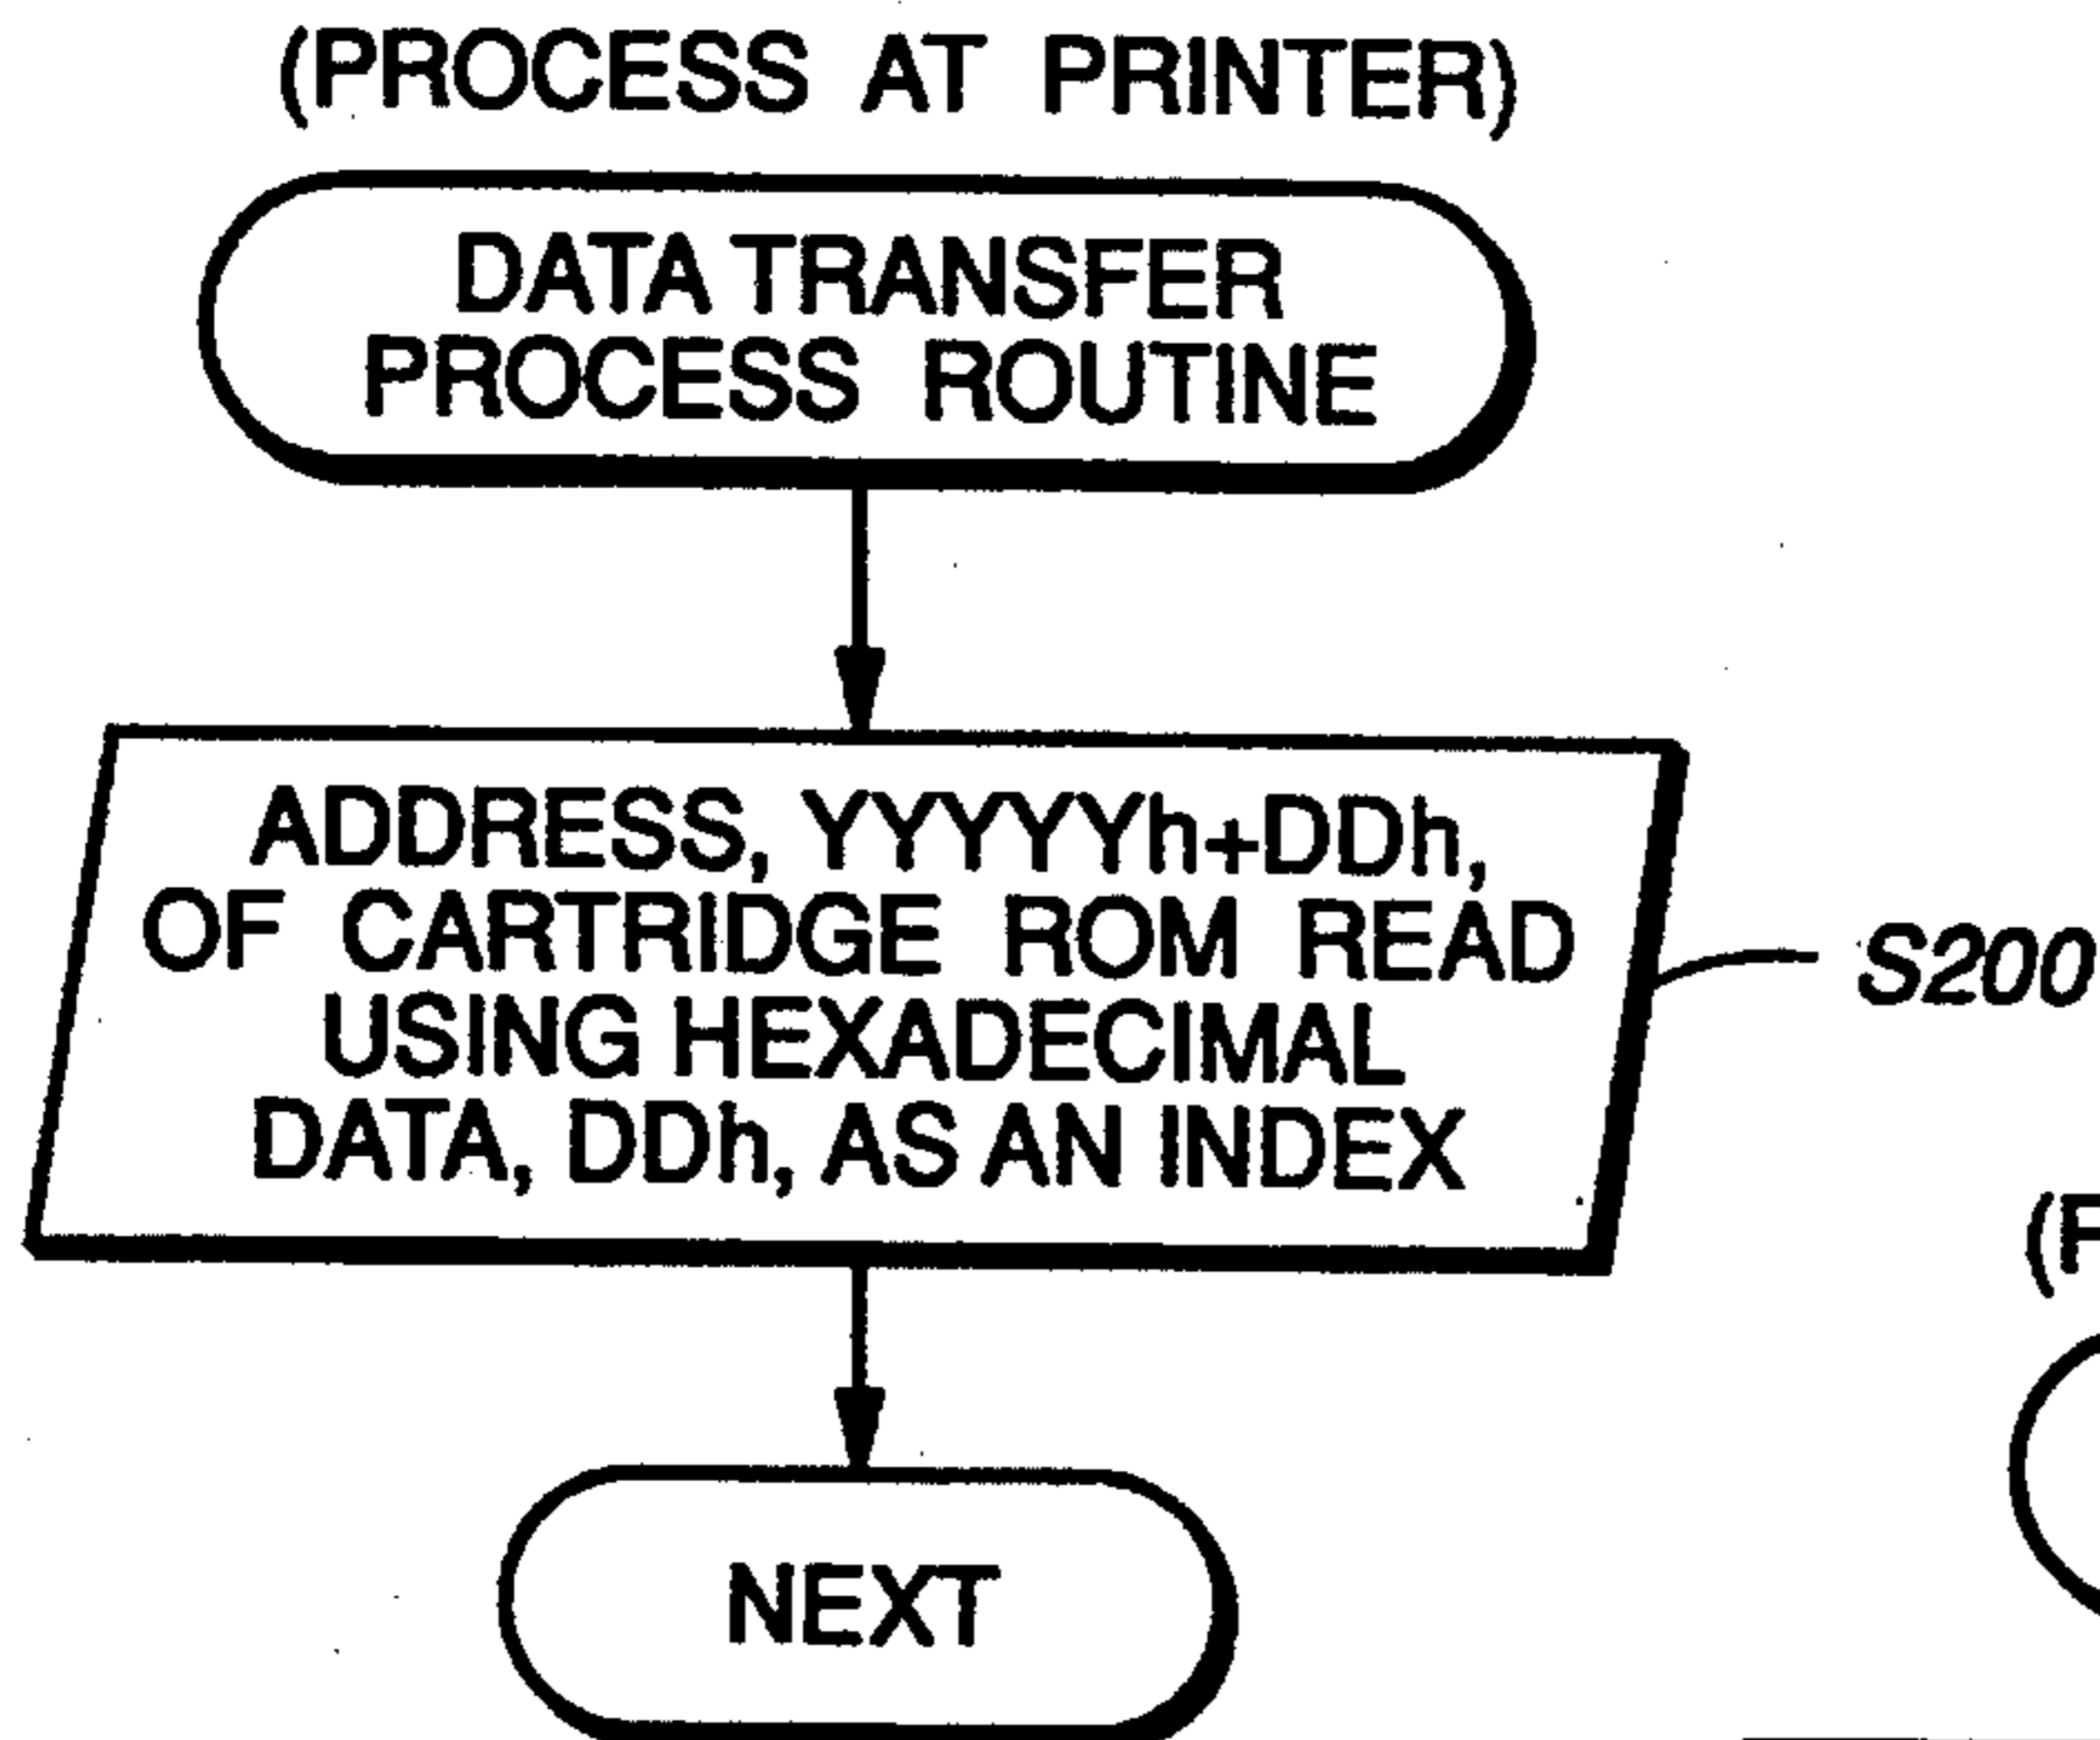 (PROCESS AT PRINTER)
DATA TRANSFER
PROCESS ROUTINE
ADDRESS, YYYYYh+DDh,
OF CARTRIDGE ROM READ
USING HEXADECIMAL
DATA, DDh, AS AN INDEX
S200
NEXT